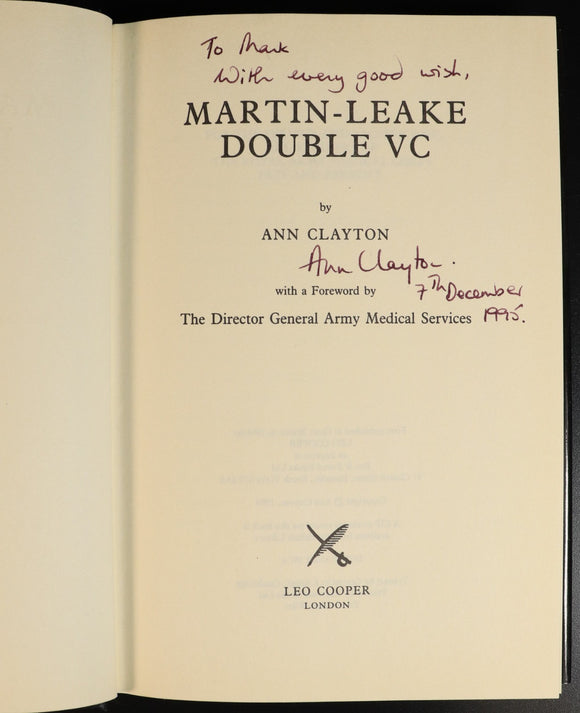 To Mark
With every good wish,
MARTIN-LEAKE
DOUBLE VC
by
ANN CLAYTON
Ann Clayton.
with a Foreword by
7th December
The Director General Army Medical Services
1995.
LEO COOPER
LONDON